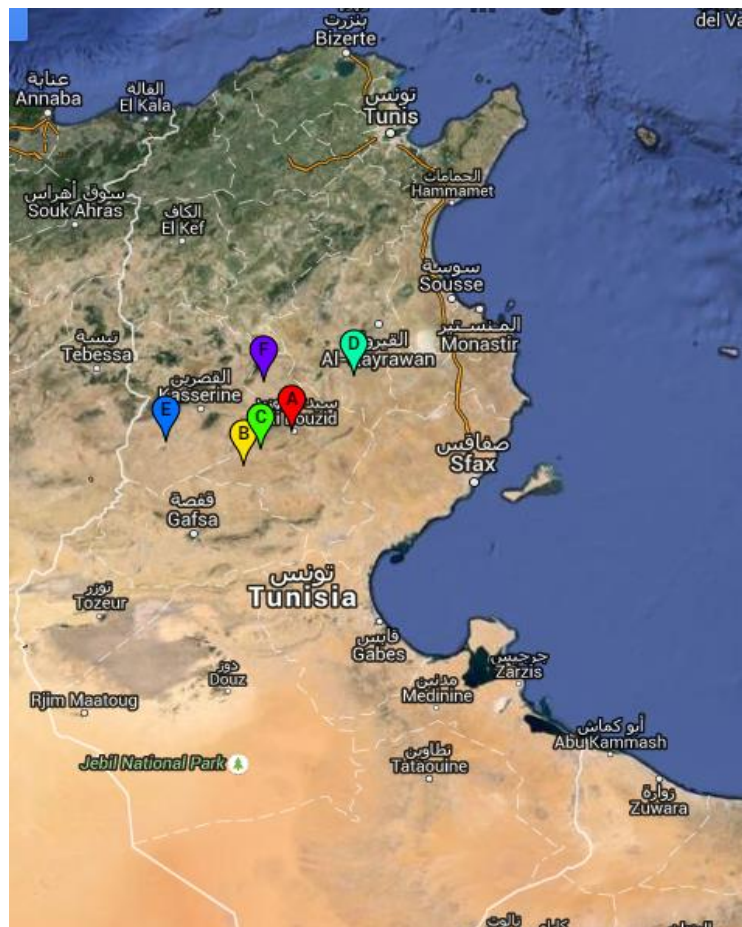 del Va
بنزرت
Bizerte
عنابة
Annaba
القالة
El Kala
تونس
Tunis
سوق أهراس
Souk Ahras
الكاف
El Kef
الحمامات
Hammamet
سوسة
Sousse
تبسة
Tebessa
F
D
المنستير
Monastir
القصرين
Kasserine
E
A
C
B
صفاقس
Sfax
قفصة
Gafsa
تونس
Tunisia
توزر
Tozeur
قابس
Gabes
جرجيس
Zarzis
دوز
Douz
مدنين
Medinine
Rjim Maatoug
أبو كماش
Abu Kammash
تطاوين
Tataouine
Jebil National Park
زوارة
Zuwara
نالوت